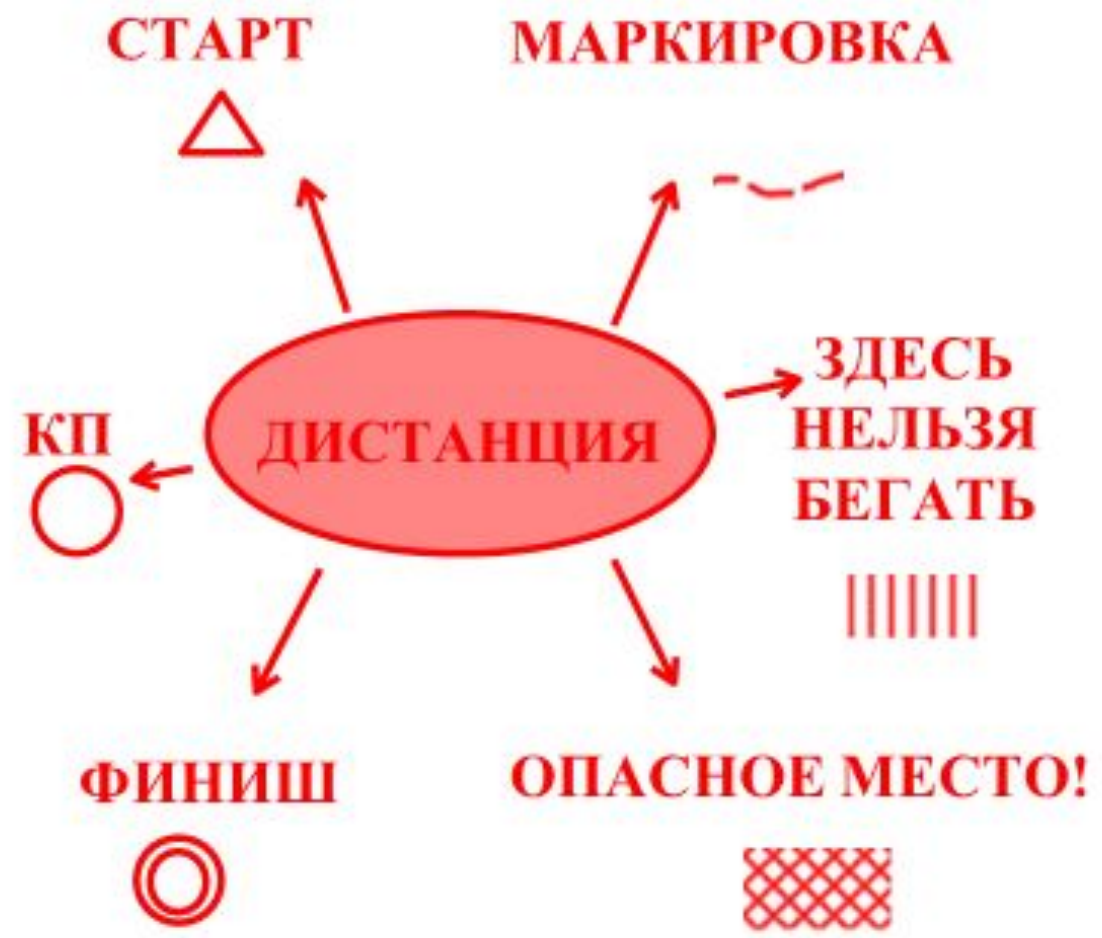 СТАРТ
МАРКИРОВКА
ЗДЕСЬ
НЕЛЬЗЯ
БЕГАТЬ
КП
ДИСТАНЦИЯ
ФИНИШ
ОПАСНОЕ МЕСТО!